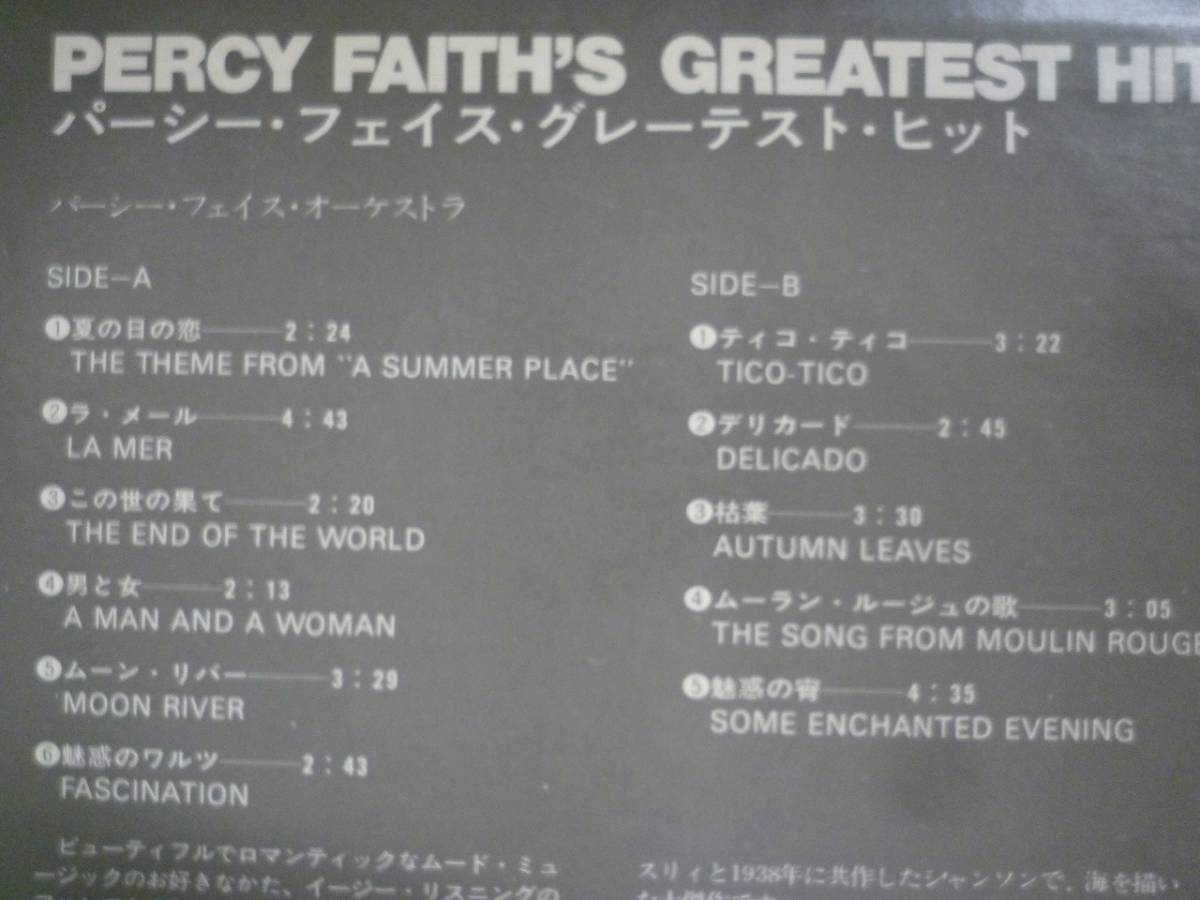 PERCY FAITH'S GREATEST HIT
パーシー・フェイス・グレーテスト・ヒット
パーシー・フェイス・オーケストラ
SIDE—A
❶夏の日の恋———2：24
THE THEME FROM "A SUMMER PLACE"
❷ラ・メール———4：43
LA MER
❸この世の果て———2：20
THE END OF THE WORLD
❹男と女———2：13
A MAN AND A WOMAN
❺ムーン・リバー———3：29
MOON RIVER
❻魅惑のワルツ———2：43
FASCINATION
ビューティフルでロマンティックなムード・ミュ
ージックのお好きなかた、イージー・リスニングの
SIDE—B
❶ティコ・ティコ———3：22
TICO-TICO
❷デリカード———2：45
DELICADO
❸枯葉———3：30
AUTUMN LEAVES
❹ムーラン・ルージュの歌———3：05
THE SONG FROM MOULIN ROUGE
❺魅惑の宵———4：35
SOME ENCHANTED EVENING
スリィと1938年に共作したシャンソンで、海を描い